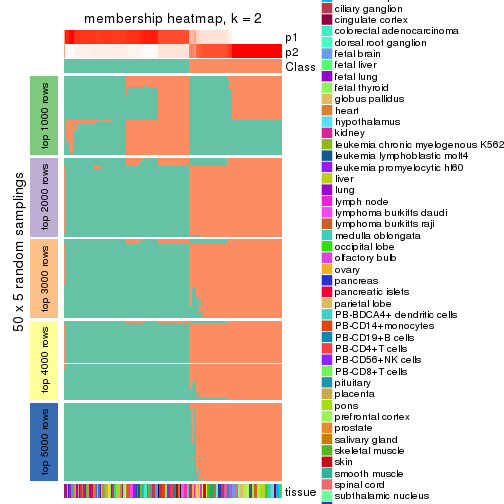 membership heatmap, k = 2
p1
p2
Class
50 x 5 random samplings
top 1000 rows
top 2000 rows
top 3000 rows
top 4000 rows
top 5000 rows
tissue
ciliary ganglion
cingulate cortex
colorectal adenocarcinoma
dorsal root ganglion
fetal brain
fetal liver
fetal lung
fetal thyroid
globus pallidus
heart
hypothalamus
kidney
leukemia chronic myelogenous K562
leukemia lymphoblastic molt4
leukemia promyelocytic hl60
liver
lung
lymph node
lymphoma burkitts daudi
lymphoma burkitts raji
medulla oblongata
occipital lobe
olfactory bulb
ovary
pancreas
pancreatic islets
parietal lobe
PB-BDCA4+ dendritic cells
PB-CD14+monocytes
PB-CD19+B cells
PB-CD4+T cells
PB-CD56+NK cells
PB-CD8+T cells
pituitary
placenta
pons
prefrontal cortex
prostate
salivary gland
skeletal muscle
skin
smooth muscle
spinal cord
subthalamic nucleus